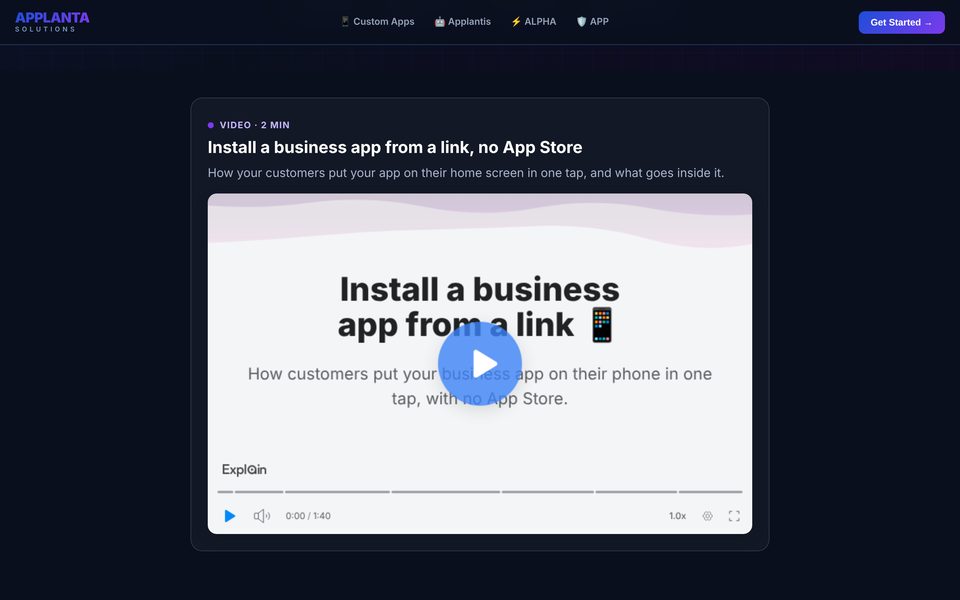 APPLANTA
SOLUTIONS
📱 Custom Apps
🤖 Applantis
⚡ ALPHA
🛡️ APP
Get Started →
VIDEO · 2 MIN
Install a business app from a link, no App Store
How your customers put your app on their home screen in one tap, and what goes inside it.
Install a business
app from a link 📱
How customers put your business app on their phone in one
tap, with no App Store.
Explain
0:00 / 1:40
1.0x